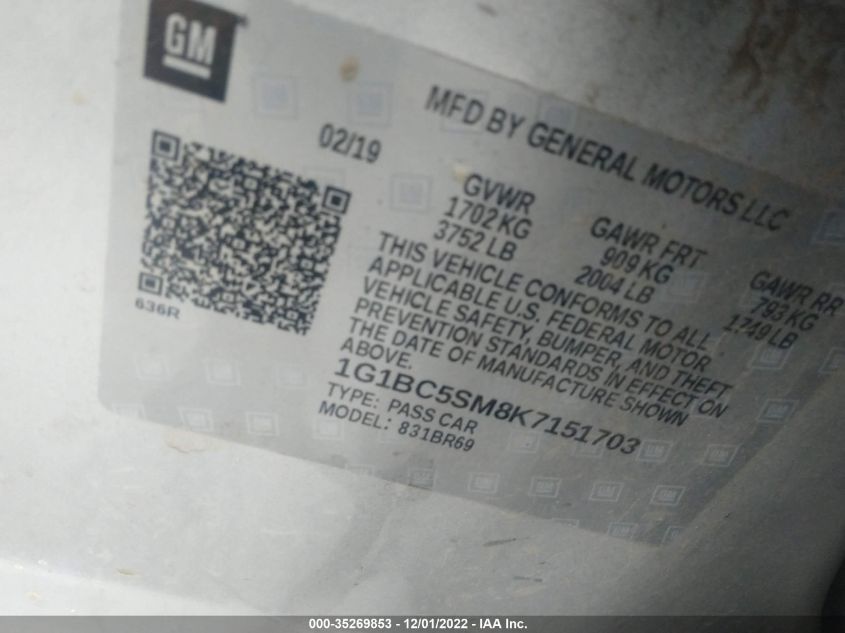 GM
MFD BY GENERAL MOTORS LLC
02/19
GVWR
1702 KG
3752 LB
GAWR FRT
909 KG
2004 LB
GAWR RR
793 KG
1749 LB
THIS VEHICLE CONFORMS TO ALL
APPLICABLE U.S. FEDERAL MOTOR
VEHICLE SAFETY, BUMPER, AND THEFT
PREVENTION STANDARDS IN EFFECT ON
THE DATE OF MANUFACTURE SHOWN
ABOVE.
1G1BC5SM8K7151703
TYPE: PASS CAR
MODEL: 831BR69
636R
000-35269853 - 12/01/2022 - IAA Inc.